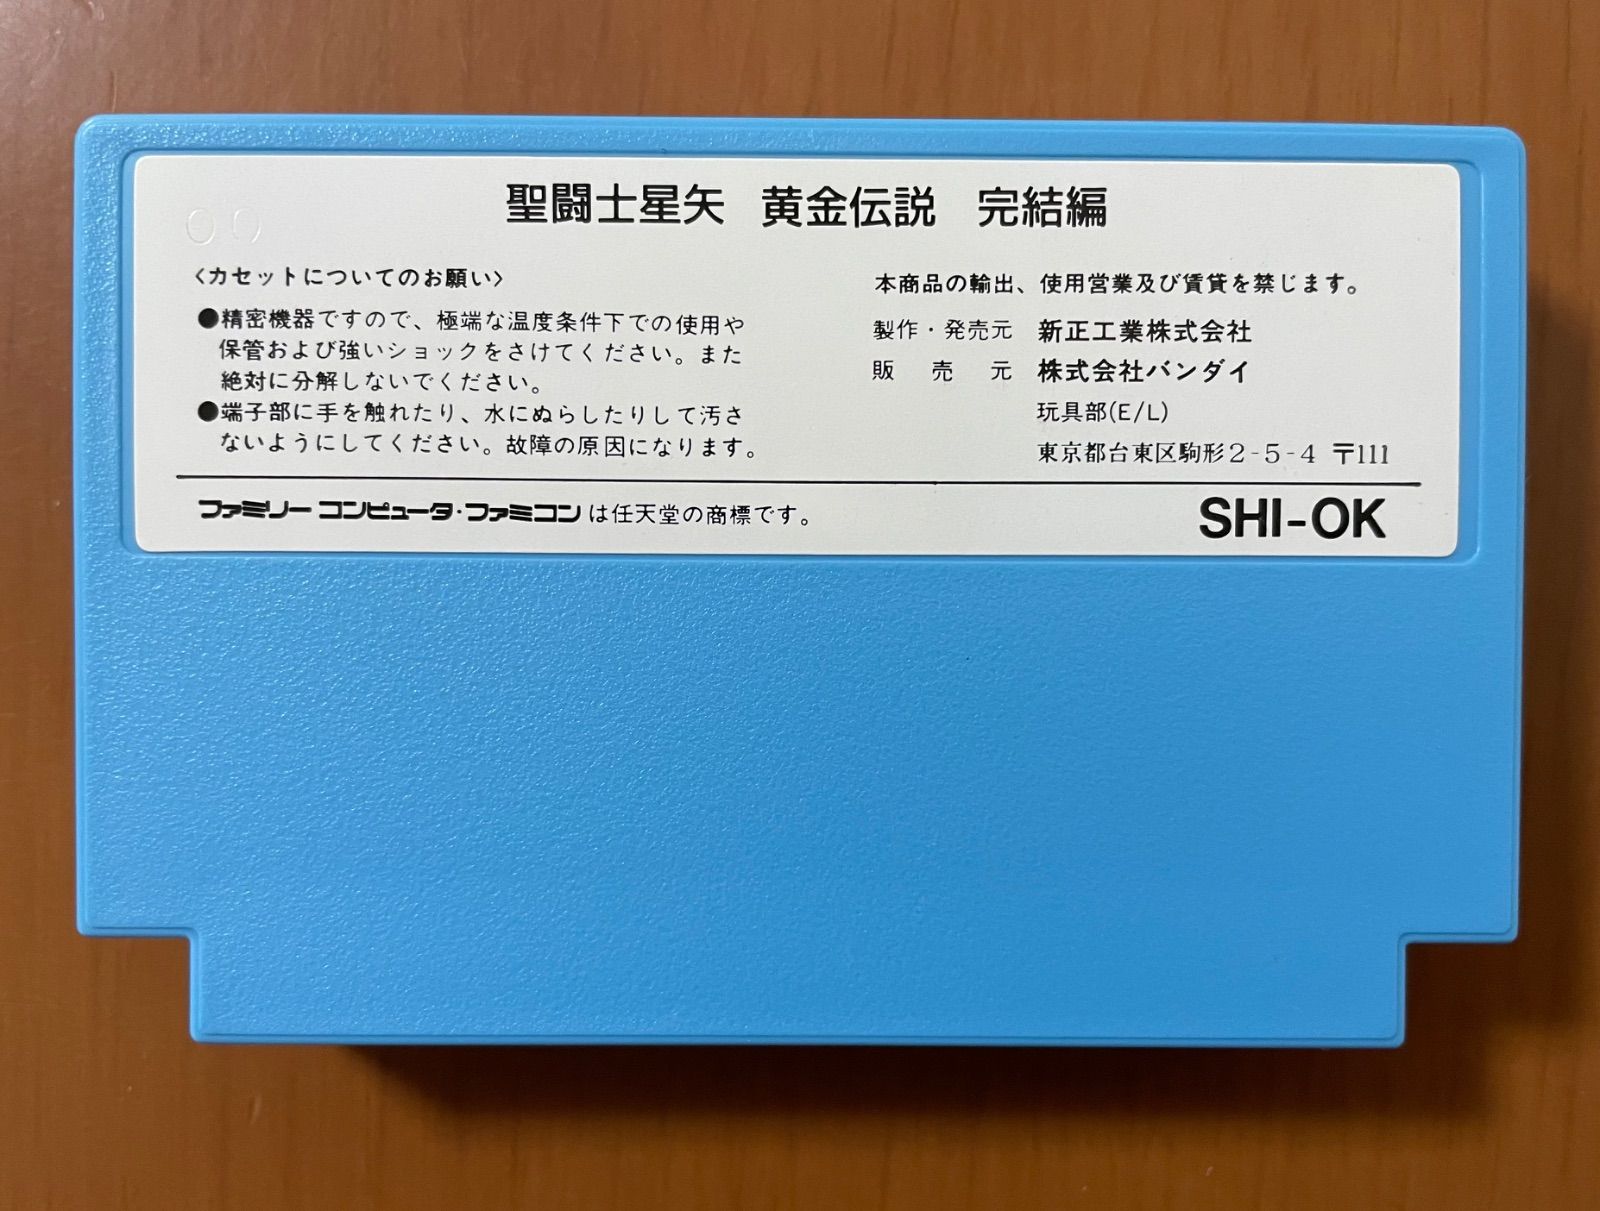 聖闘士星矢 黄金伝説 完結編
00
〈カセットについてのお願い〉
●精密機器ですので、極端な温度条件下での使用や
保管および強いショックをさけてください。また
絶対に分解しないでください。
●端子部に手を触れたり、水にぬらしたりして汚さ
ないようにしてください。故障の原因になります。
本商品の輸出、使用営業及び賃貸を禁じます。
製作・発売元 新正工業株式会社
販売元 株式会社バンダイ
玩具部(E/L)
東京都台東区駒形2-5-4 〒111
ファミリーコンピュータ・ファミコンは任天堂の商標です。
SHI-OK